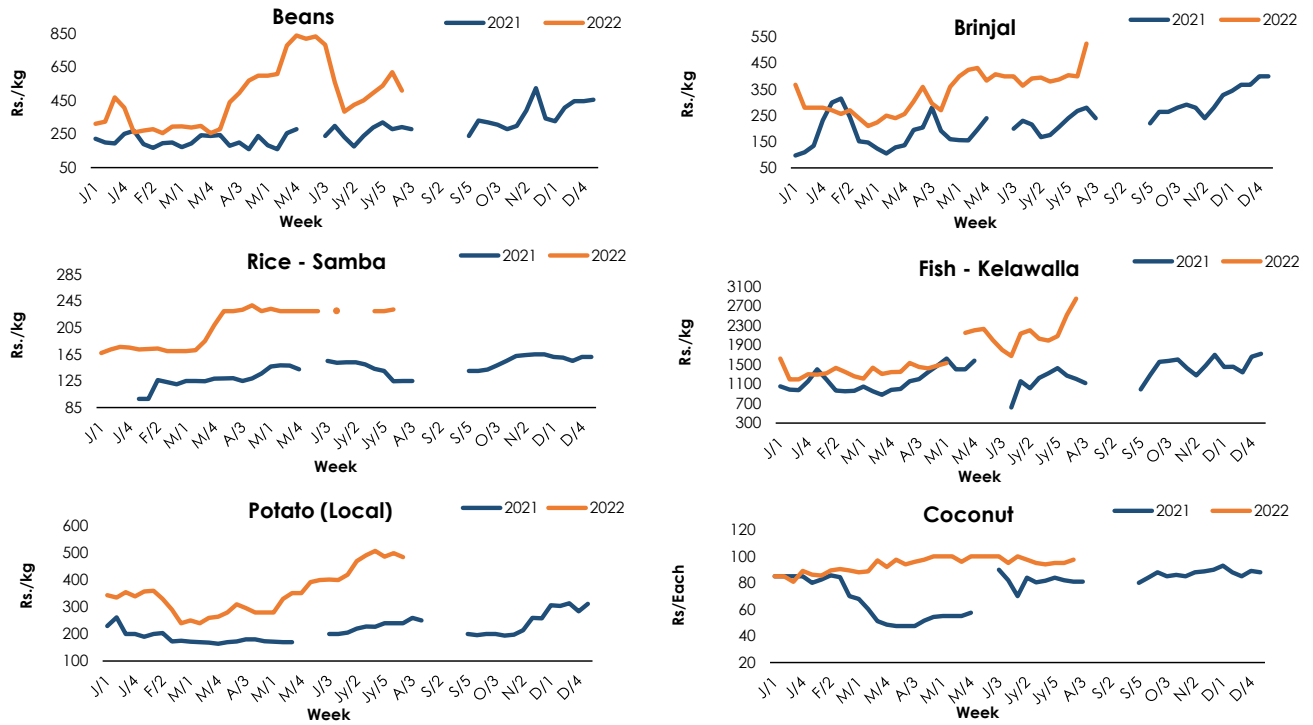 Beans
2021 2022
Rs./kg
850
650
450
250
50
J/1 J/4 F/2 M/1 M/4 A/3 M/1 M/4 J/3 Jy/2 Jy/5 A/3 S/2 S/5 O/3 N/2 D/1 D/4
Week
Brinjal
2021 2022
Rs./kg
550
450
350
250
150
50
J/1 J/4 F/2 M/1 M/4 A/3 M/1 M/4 J/3 Jy/2 Jy/5 A/3 S/2 S/5 O/3 N/2 D/1 D/4
Week
Rice - Samba
2021 2022
Rs./kg
285
245
205
165
125
85
J/1 J/4 F/2 M/1 M/4 A/3 M/1 M/4 J/3 Jy/2 Jy/5 A/3 S/2 S/5 O/3 N/2 D/1 D/4
Week
Fish - Kelawalla
2021 2022
Rs./kg
3100
2700
2300
1900
1500
1100
700
300
J/1 J/4 F/2 M/1 M/4 A/3 M/1 M/4 J/3 Jy/2 Jy/5 A/3 S/2 S/5 O/3 N/2 D/1 D/4
Week
Potato (Local)
2021 2022
Rs./kg
600
500
400
300
200
100
J/1 J/4 F/2 M/1 M/4 A/3 M/1 M/4 J/3 Jy/2 Jy/5 A/3 S/2 S/5 O/3 N/2 D/1 D/4
Week
Coconut
2021 2022
Rs/Each
120
100
80
60
40
20
J/1 J/4 F/2 M/1 M/4 A/3 M/1 M/4 J/3 Jy/2 Jy/5 A/3 S/2 S/5 O/3 N/2 D/1 D/4
Week